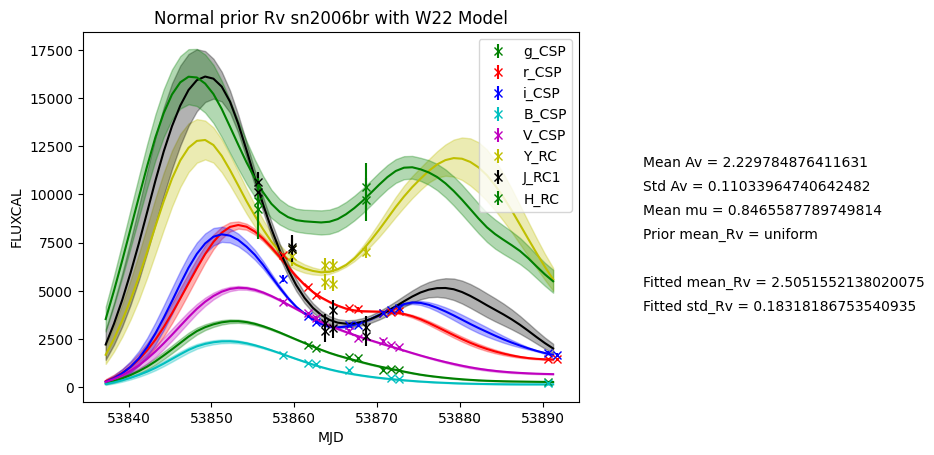 Normal prior Rv sn2006br with W22 Model
FLUXCAL
17500
15000
12500
10000
7500
5000
2500
0
53840
53850
53860
53870
53880
53890
MJD
g_CSP
r_CSP
i_CSP
B_CSP
V_CSP
Y_RC
J_RC1
H_RC
Mean Av = 2.229784876411631
Std Av = 0.11033964740642482
Mean mu = 0.8465587789749814
Prior mean_Rv = uniform
Fitted mean_Rv = 2.5051552138020075
Fitted std_Rv = 0.18318186753540935